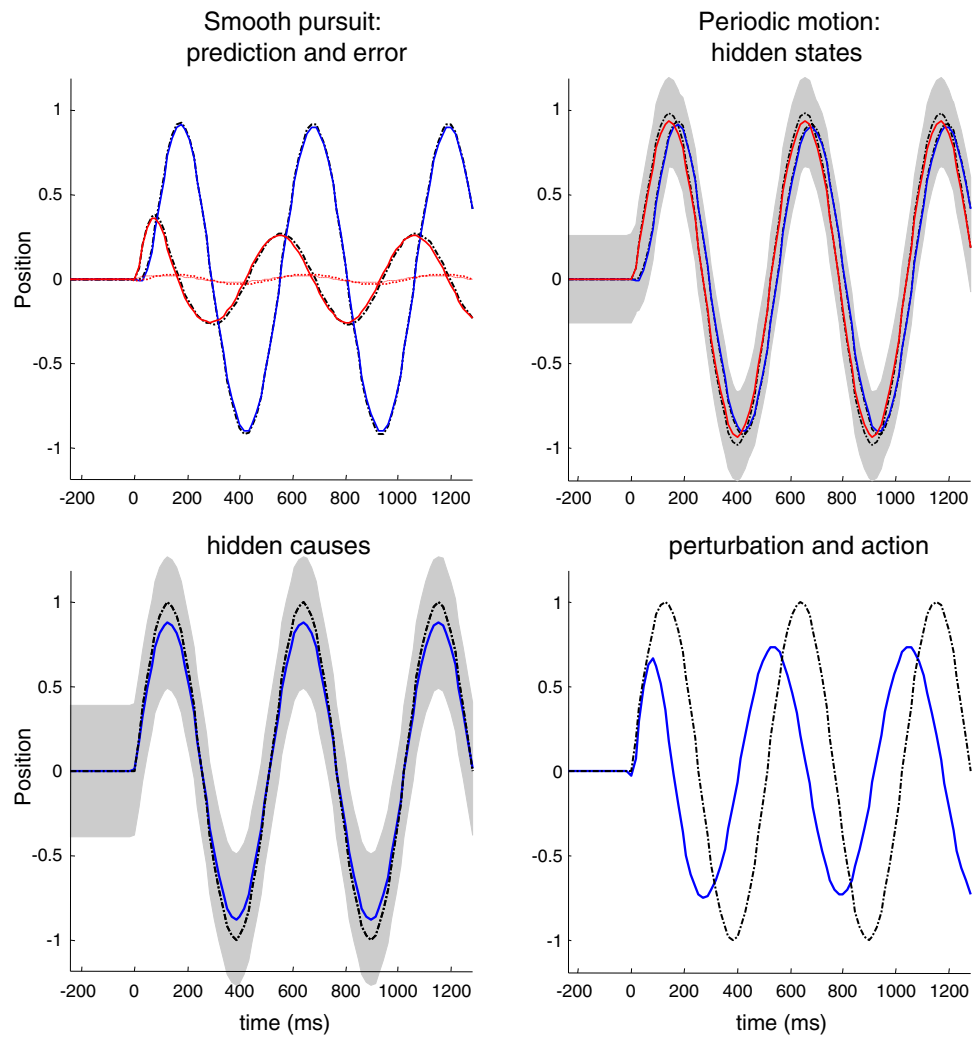 Smooth pursuit:
prediction and error
Periodic motion:
hidden states
1
0.5
0
-0.5
-1
Position
-200 0 200 400 600 800 1000 1200
1
0.5
0
-0.5
-1
-200 0 200 400 600 800 1000 1200
hidden causes
perturbation and action
1
0.5
0
-0.5
-1
Position
-200 0 200 400 600 800 1000 1200
time (ms)
1
0.5
0
-0.5
-1
-200 0 200 400 600 800 1000 1200
time (ms)